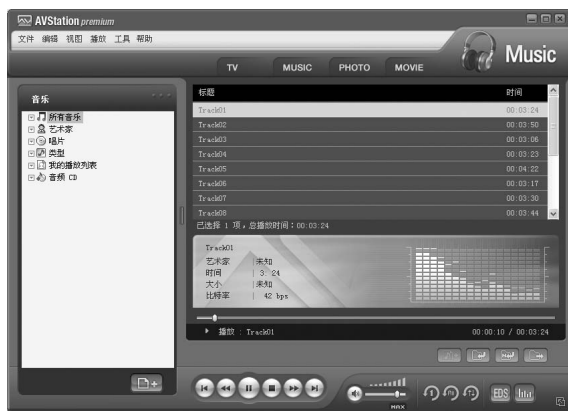 AVStation premium
文件 编辑 视图 播放 工具 帮助
Music
TV MUSIC PHOTO MOVIE
音乐
所有音乐
艺术家
唱片
类型
我的播放列表
音频 CD
标题 时间
Track01 00:03:24
Track02 00:03:50
Track03 00:03:06
Track04 00:03:23
Track05 00:04:22
Track06 00:03:17
Track07 00:03:30
Track08 00:03:44
已选择 1 项，总播放时间：00:03:24
Track01
艺术家 |未知
时间 | 3: 24
大小 |未知
比特率 | 42 bps
播放 : Track01 00:00:10 / 00:03:24
MAX
EDS